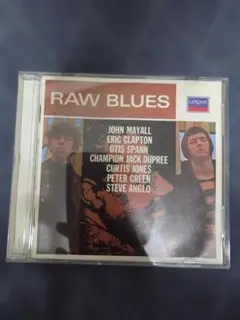 RAW BLUES
LONDON
JOHN MAYALL
ERIC CLAPTON
OTIS SPANN
CHAMPION JACK DUPREE
CURTIS JONES
PETER GREEN
STEVE ANGLO